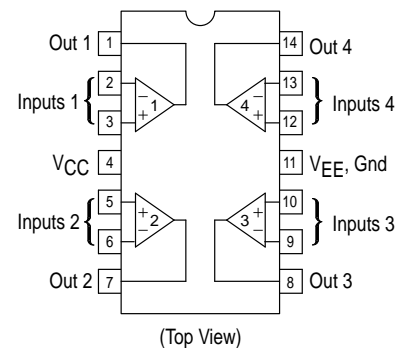 Out 1 1 14 Out 4
Inputs 1 { 2 − 1 4 − 13 } Inputs 4
3 + + 12
VCC 4 11 VEE, Gnd
Inputs 2 { 5 + 2 3 + 10 } Inputs 3
6 − − 9
Out 2 7 8 Out 3
(Top View)